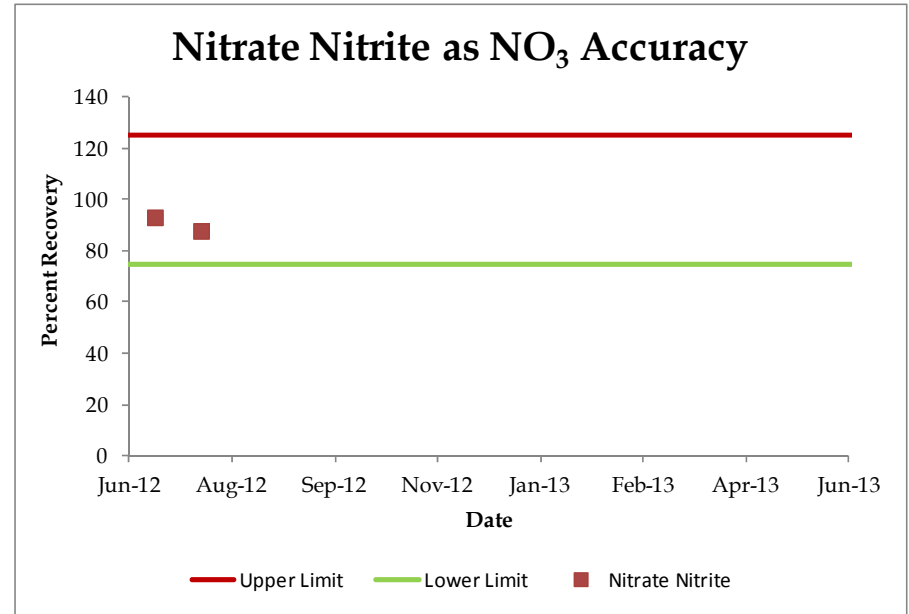 Nitrate Nitrite as NO₃ Accuracy
140
120
100
80
60
40
20
0
Percent Recovery
Jun-12 Aug-12 Sep-12 Nov-12 Jan-13 Feb-13 Apr-13 Jun-13
Date
Upper Limit Lower Limit Nitrate Nitrite